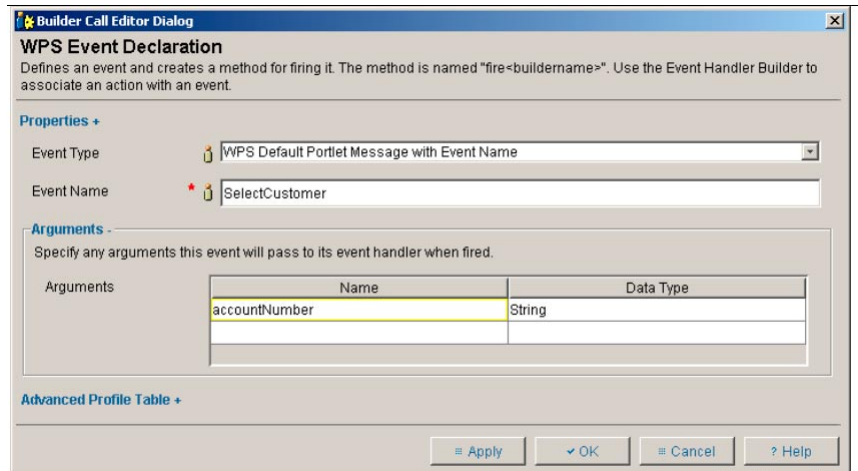 Builder Call Editor Dialog
WPS Event Declaration
Defines an event and creates a method for firing it. The method is named "fire<buildername>". Use the Event Handler Builder to
associate an action with an event.
Properties +
Event Type WPS Default Portlet Message with Event Name
Event Name * SelectCustomer
Arguments -
Specify any arguments this event will pass to its event handler when fired.
Arguments Name Data Type
accountNumber String
Advanced Profile Table +
≡ Apply ✔ OK ≡ Cancel ? Help